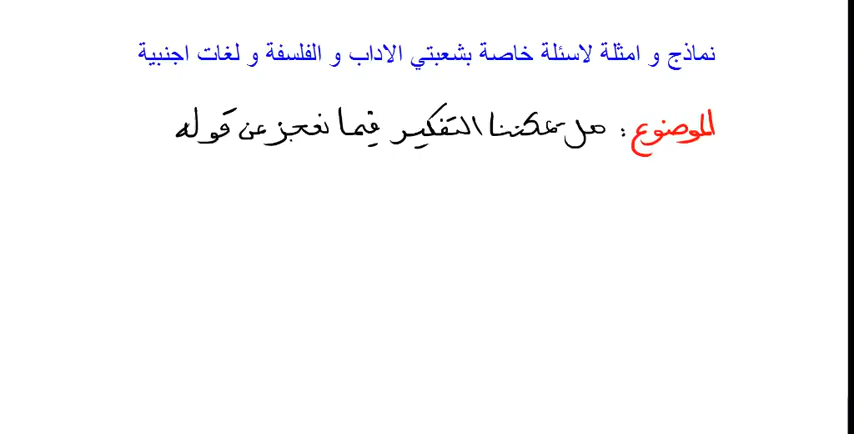 نماذج و امثلة لاسئلة خاصة بشعبتي الاداب و الفلسفة و لغات اجنبية
الموضوع : هل يمكننا التفكير فيما نعجز عن قوله